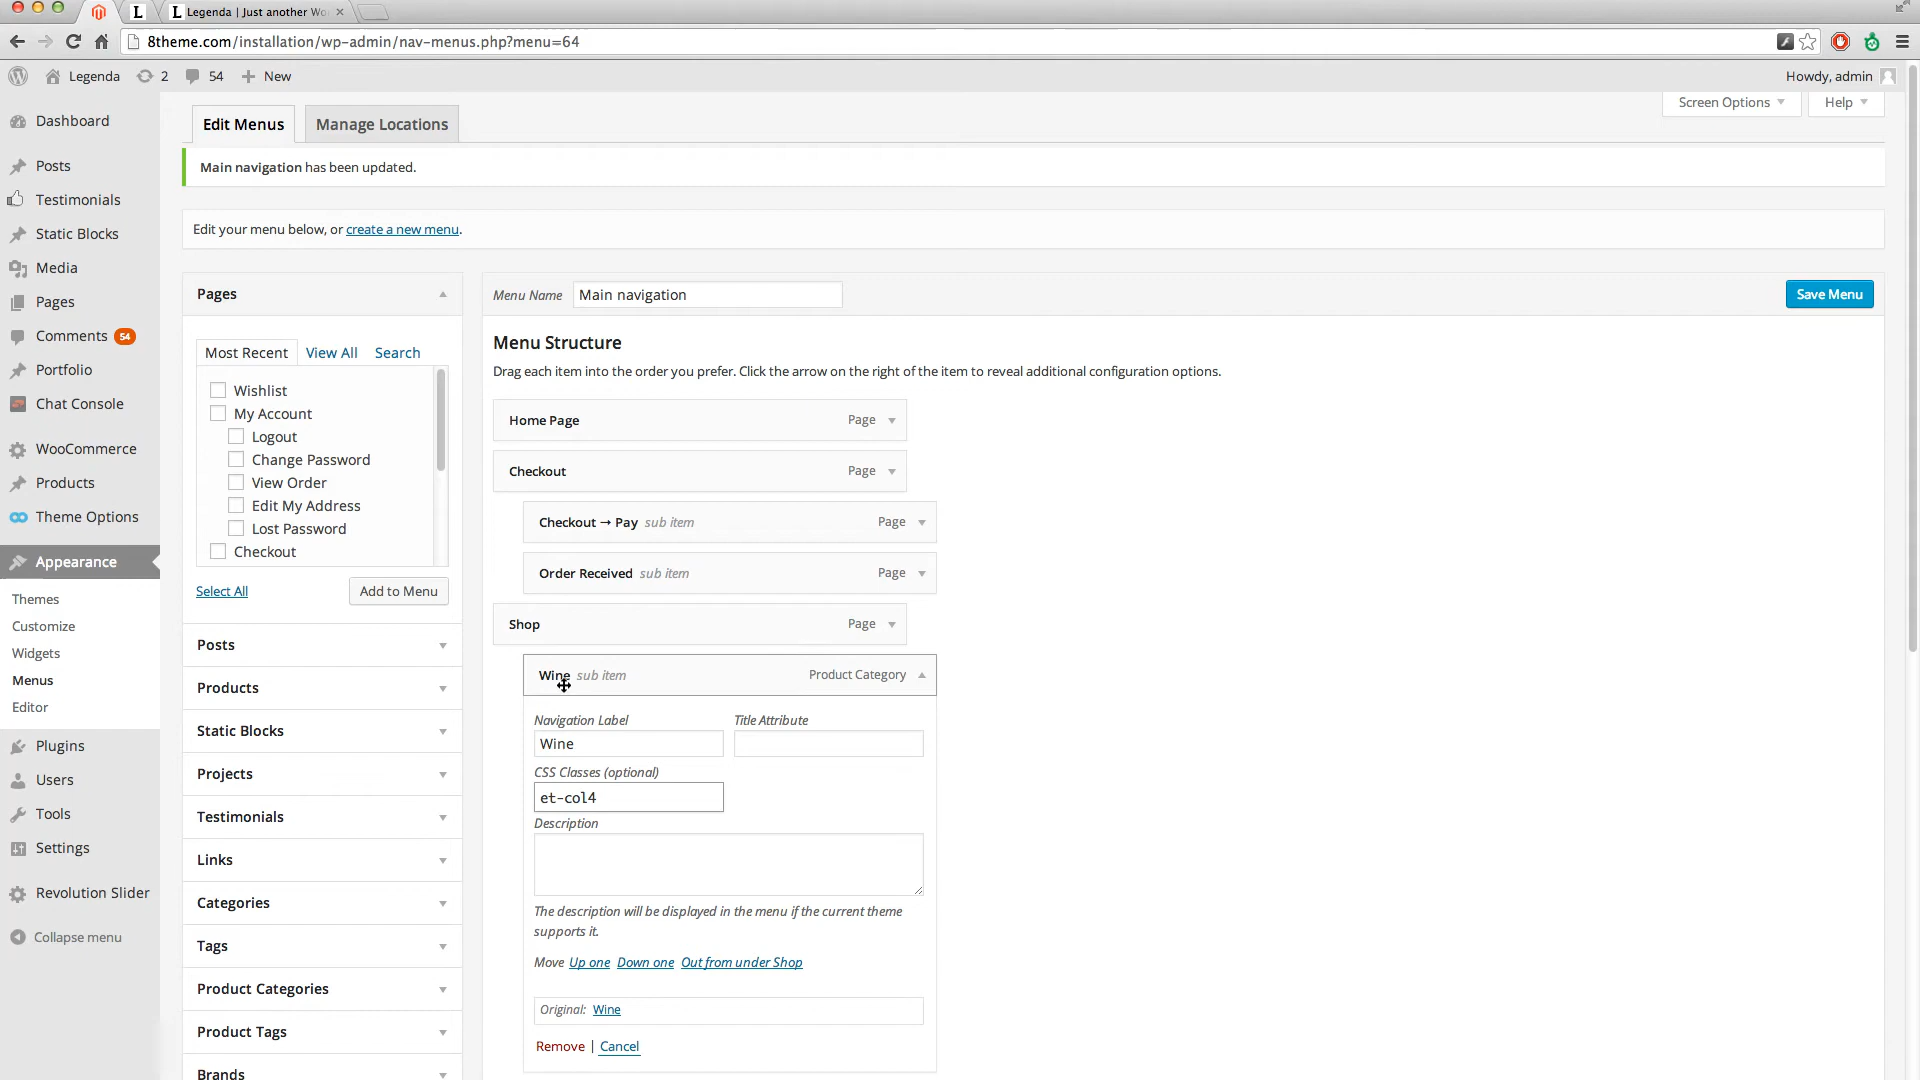 Legenda | Just another Wo
8theme.com/installation/wp-admin/nav-menus.php?menu=64
Legenda 2 54 New Howdy, admin
Screen Options Help
Edit Menus Manage Locations
Main navigation has been updated.
Edit your menu below, or create a new menu.
Dashboard
Posts
Testimonials
Static Blocks
Media
Pages
Comments 54
Portfolio
Chat Console
WooCommerce
Products
Theme Options
Appearance
Themes
Customize
Widgets
Menus
Editor
Plugins
Users
Tools
Settings
Revolution Slider
Collapse menu
Pages
Most Recent View All Search
Wishlist
My Account
Logout
Change Password
View Order
Edit My Address
Lost Password
Checkout
Select All Add to Menu
Posts
Products
Static Blocks
Projects
Testimonials
Links
Categories
Tags
Product Categories
Product Tags
Brands
Menu Name Main navigation Save Menu
Menu Structure
Drag each item into the order you prefer. Click the arrow on the right of the item to reveal additional configuration options.
Home Page Page
Checkout Page
Checkout → Pay sub item Page
Order Received sub item Page
Shop Page
Wine sub item Product Category
Navigation Label Title Attribute
Wine
CSS Classes (optional)
et-col4
Description
The description will be displayed in the menu if the current theme
supports it.
Move Up one Down one Out from under Shop
Original: Wine
Remove | Cancel